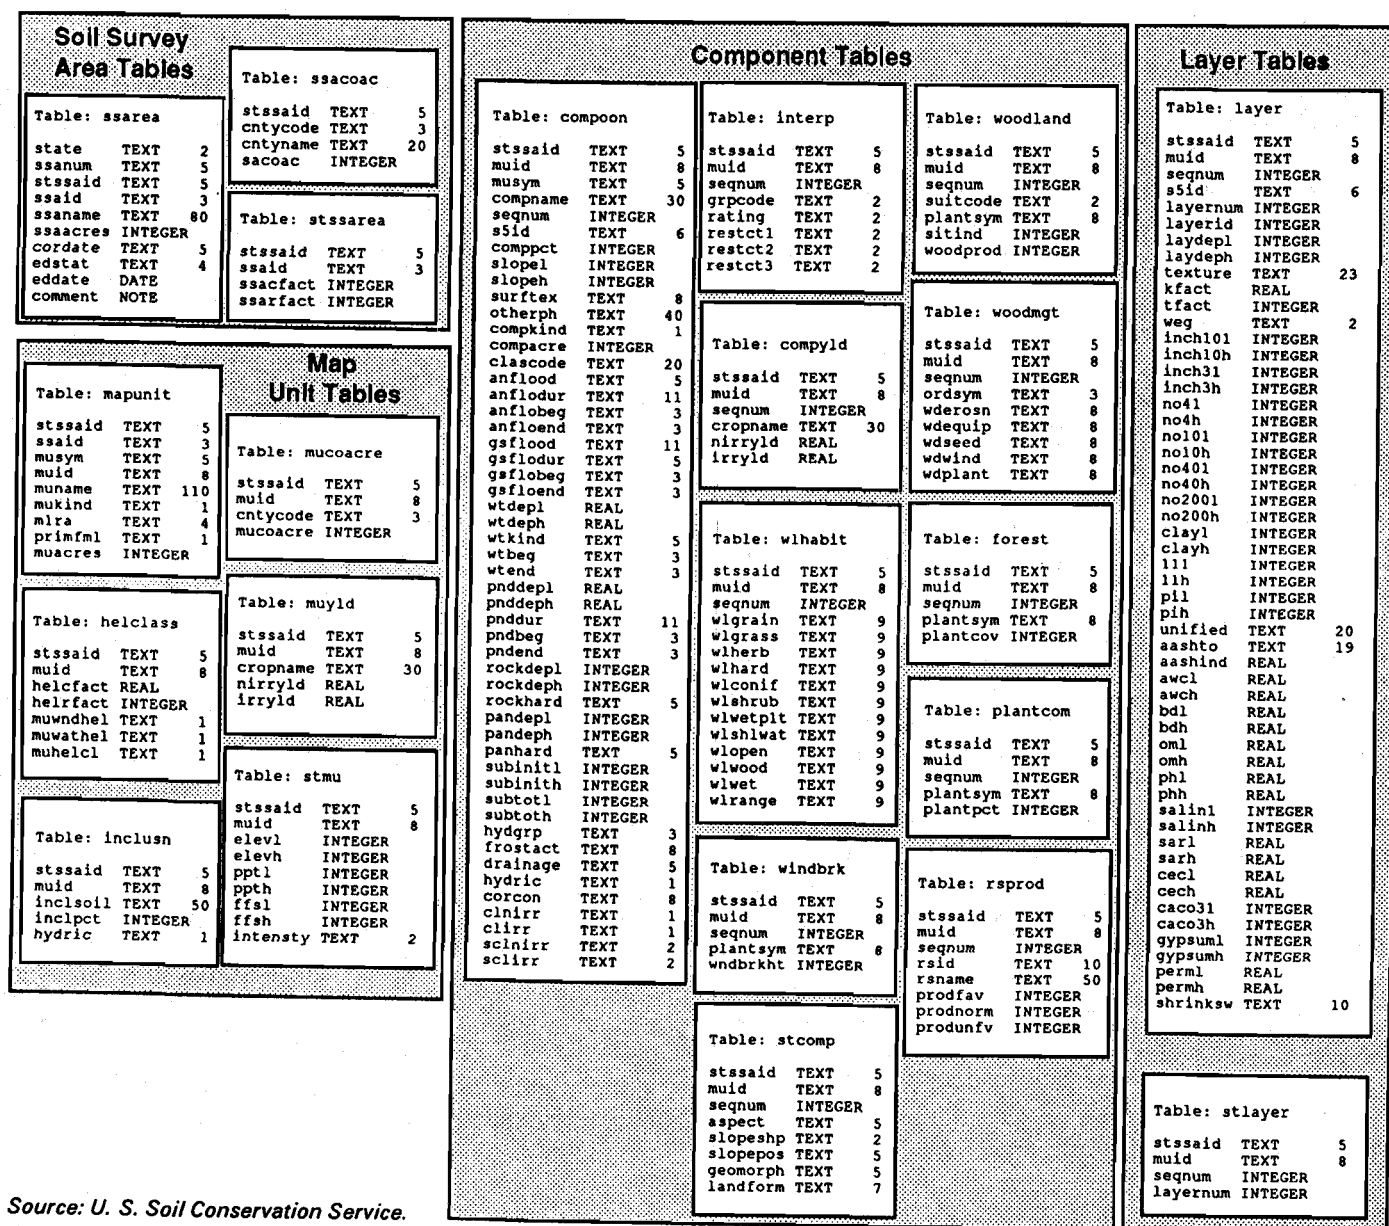 Soil Survey
Area Tables
Table: ssarea
state TEXT 2
ssanum TEXT 5
stssaid TEXT 5
ssaid TEXT 3
ssaname TEXT 80
ssaacres INTEGER
cordate TEXT 5
edstat TEXT 4
eddate DATE
comment NOTE
Table: ssacoac
stssaid TEXT 5
cntycode TEXT 3
cntyname TEXT 20
sacoac INTEGER
Table: stssarea
stssaid TEXT 5
ssaid TEXT 3
ssacfact INTEGER
ssarfact INTEGER
Map
Unit Tables
Table: mapunit
stssaid TEXT 5
ssaid TEXT 3
musym TEXT 5
muid TEXT 8
muname TEXT 110
mukind TEXT 1
mlra TEXT 4
primfml TEXT 1
muacres INTEGER
Table: helclass
stssaid TEXT 5
muid TEXT 8
helcfact REAL
helrfact INTEGER
muwndhel TEXT 1
muwathel TEXT 1
muhelcl TEXT 1
Table: inclusn
stssaid TEXT 5
muid TEXT 8
inclsoil TEXT 50
inclpct INTEGER
hydric TEXT 1
Table: mucoacre
stssaid TEXT 5
muid TEXT 8
cntycode TEXT 3
mucoacre INTEGER
Table: muyld
stssaid TEXT 5
muid TEXT 8
cropname TEXT 30
nirryld REAL
irryld REAL
Table: stmu
stssaid TEXT 5
muid TEXT 8
elevl INTEGER
elevh INTEGER
pptl INTEGER
ppth INTEGER
ffsl INTEGER
ffsh INTEGER
intensty TEXT 2
Component Tables
Table: compoon
stssaid TEXT 5
muid TEXT 8
musym TEXT 5
compname TEXT 30
seqnum INTEGER
s5id TEXT 6
comppct INTEGER
slopel INTEGER
slopeh INTEGER
surftex TEXT 8
otherph TEXT 40
compkind TEXT 1
compacre INTEGER
clascode TEXT 20
anflood TEXT 5
anflodur TEXT 11
anflobeg TEXT 3
anfloend TEXT 3
gsflood TEXT 11
gsflodur TEXT 5
gsflobeg TEXT 3
gsfloend TEXT 3
wtdepl REAL
wtdeph REAL
wtkind TEXT 5
wtbeg TEXT 3
wtend TEXT 3
pnddepl REAL
pnddeph REAL
pnddur TEXT 11
pndbeg TEXT 3
pndend TEXT 3
rockdepl INTEGER
rockdeph INTEGER
rockhard TEXT 5
pandepl INTEGER
pandeph INTEGER
panhard TEXT 5
subinitl INTEGER
subinith INTEGER
subtotl INTEGER
subtoth INTEGER
hydgrp TEXT 3
frostact TEXT 8
drainage TEXT 5
hydric TEXT 1
corcon TEXT 8
clnirr TEXT 1
clirr TEXT 1
sclnirr TEXT 2
sclirr TEXT 2
Table: interp
stssaid TEXT 5
muid TEXT 8
seqnum INTEGER
grpcode TEXT 2
rating TEXT 2
restct1 TEXT 2
restct2 TEXT 2
restct3 TEXT 2
Table: compyld
stssaid TEXT 5
muid TEXT 8
seqnum INTEGER
cropname TEXT 30
nirryld REAL
irryld REAL
Table: wlhabit
stssaid TEXT 5
muid TEXT 8
seqnum INTEGER
wlgrain TEXT 9
wlgrass TEXT 9
wlherb TEXT 9
wlhard TEXT 9
wlconif TEXT 9
wlshrub TEXT 9
wlwetplt TEXT 9
wlshlwat TEXT 9
wlopen TEXT 9
wlwood TEXT 9
wlwet TEXT 9
wlrange TEXT 9
Table: windbrk
stssaid TEXT 5
muid TEXT 8
seqnum INTEGER
plantsym TEXT 8
wndbrkht INTEGER
Table: stcomp
stssaid TEXT 5
muid TEXT 8
seqnum INTEGER
aspect TEXT 5
slopeshp TEXT 2
slopepos TEXT 5
geomorph TEXT 5
landform TEXT 7
Table: woodland
stssaid TEXT 5
muid TEXT 8
seqnum INTEGER
suitcode TEXT 2
plantsym TEXT 8
sitind INTEGER
woodprod INTEGER
Table: woodmgt
stssaid TEXT 5
muid TEXT 8
seqnum INTEGER
ordsym TEXT 3
wderosn TEXT 8
wdequip TEXT 8
wdseed TEXT 8
wdwind TEXT 8
wdplant TEXT 8
Table: forest
stssaid TEXT 5
muid TEXT 8
seqnum INTEGER
plantsym TEXT 8
plantcov INTEGER
Table: plantcom
stssaid TEXT 5
muid TEXT 8
seqnum INTEGER
plantsym TEXT 8
plantpct INTEGER
Table: rsprod
stssaid TEXT 5
muid TEXT 8
seqnum INTEGER
rsid TEXT 10
rsname TEXT 50
prodfav INTEGER
prodnorm INTEGER
produnfv INTEGER
Layer Tables
Table: layer
stssaid TEXT 5
muid TEXT 8
seqnum INTEGER
s5id TEXT 6
layernum INTEGER
layerid INTEGER
laydepl INTEGER
laydeph INTEGER
texture TEXT 23
kfact REAL
tfact INTEGER
weg TEXT 2
inch10l INTEGER
inch10h INTEGER
inch3l INTEGER
inch3h INTEGER
no4l INTEGER
no4h INTEGER
no10l INTEGER
no10h INTEGER
no40l INTEGER
no40h INTEGER
no200l INTEGER
no200h INTEGER
clayl INTEGER
clayh INTEGER
lll INTEGER
llh INTEGER
pil INTEGER
pih INTEGER
unified TEXT 20
aashto TEXT 19
aashind REAL
awcl REAL
awch REAL
bdl REAL
bdh REAL
oml REAL
omh REAL
phl REAL
phh REAL
salinl INTEGER
salinh INTEGER
sarl REAL
sarh REAL
cecl REAL
cech REAL
caco3l INTEGER
caco3h INTEGER
gypsuml INTEGER
gypsumh INTEGER
perml REAL
permh REAL
shrinksw TEXT 10
Table: stlayer
stssaid TEXT 5
muid TEXT 8
seqnum INTEGER
layernum INTEGER
Source: U. S. Soil Conservation Service.